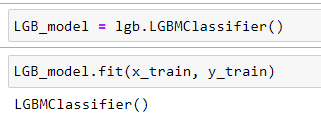 LGB_model = lgb.LGBMClassifier()
LGB_model.fit(x_train, y_train)
LGBMClassifier()